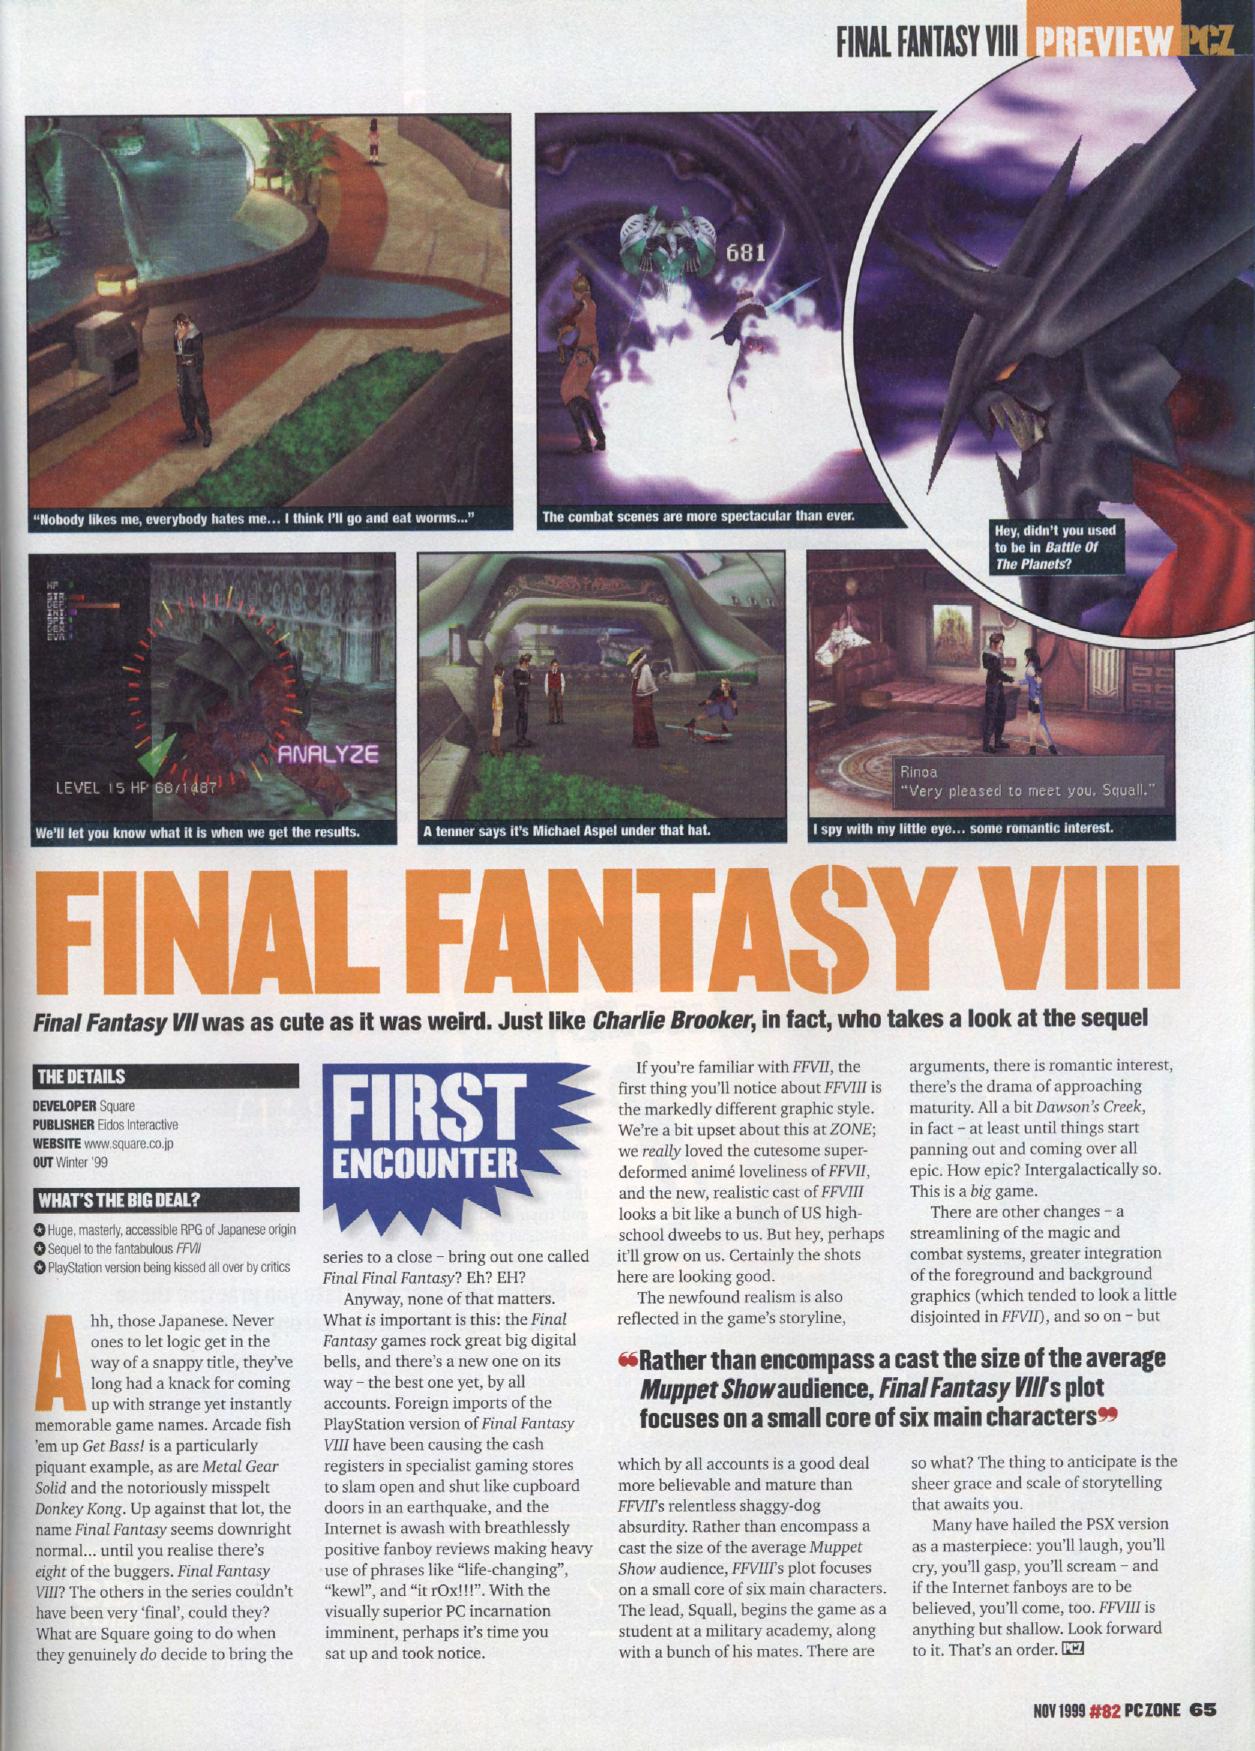 FINAL FANTASY VIII PREVIEW PCZ
681
"Nobody likes me, everybody hates me... I think I'll go and eat worms..."
The combat scenes are more spectacular than ever.
Hey, didn't you used
to be in Battle Of
The Planets?
HP
STR
DEF
INT
SPI
DEX
EVA
ANALYZE
LEVEL 15 HP 68/1487
We'll let you know what it is when we get the results.
A tenner says it's Michael Aspel under that hat.
Rinoa
"Very pleased to meet you, Squall."
I spy with my little eye... some romantic interest.
FINAL FANTASY VIII
Final Fantasy VII was as cute as it was weird. Just like Charlie Brooker, in fact, who takes a look at the sequel
THE DETAILS
DEVELOPER Square
PUBLISHER Eidos Interactive
WEBSITE www.square.co.jp
OUT Winter '99
WHAT'S THE BIG DEAL?
Huge, masterly, accessible RPG of Japanese origin
Sequel to the fantabulous FFVII
PlayStation version being kissed all over by critics
Ahh, those Japanese. Never
ones to let logic get in the
way of a snappy title, they've
long had a knack for coming
up with strange yet instantly
memorable game names. Arcade fish
'em up Get Bass! is a particularly
piquant example, as are Metal Gear
Solid and the notoriously misspelt
Donkey Kong. Up against that lot, the
name Final Fantasy seems downright
normal... until you realise there's
eight of the buggers. Final Fantasy
VIII? The others in the series couldn't
have been very 'final', could they?
What are Square going to do when
they genuinely do decide to bring the
FIRST
ENCOUNTER
series to a close – bring out one called
Final Final Fantasy? Eh? EH?
Anyway, none of that matters.
What is important is this: the Final
Fantasy games rock great big digital
bells, and there's a new one on its
way – the best one yet, by all
accounts. Foreign imports of the
PlayStation version of Final Fantasy
VIII have been causing the cash
registers in specialist gaming stores
to slam open and shut like cupboard
doors in an earthquake, and the
Internet is awash with breathlessly
positive fanboy reviews making heavy
use of phrases like "life-changing",
"kewl", and "it rOx!!!". With the
visually superior PC incarnation
imminent, perhaps it's time you
sat up and took notice.
If you're familiar with FFVII, the
first thing you'll notice about FFVIII is
the markedly different graphic style.
We're a bit upset about this at ZONE;
we really loved the cutesome super-
deformed animé loveliness of FFVII,
and the new, realistic cast of FFVIII
looks a bit like a bunch of US high-
school dweebs to us. But hey, perhaps
it'll grow on us. Certainly the shots
here are looking good.
The newfound realism is also
reflected in the game's storyline,
"Rather than encompass a cast the size of the average
Muppet Show audience, Final Fantasy VIII's plot
focuses on a small core of six main characters"
which by all accounts is a good deal
more believable and mature than
FFVII's relentless shaggy-dog
absurdity. Rather than encompass a
cast the size of the average Muppet
Show audience, FFVIII's plot focuses
on a small core of six main characters.
The lead, Squall, begins the game as a
student at a military academy, along
with a bunch of his mates. There are
arguments, there is romantic interest,
there's the drama of approaching
maturity. All a bit Dawson's Creek,
in fact – at least until things start
panning out and coming over all
epic. How epic? Intergalactically so.
This is a big game.
There are other changes – a
streamlining of the magic and
combat systems, greater integration
of the foreground and background
graphics (which tended to look a little
disjointed in FFVII), and so on – but
so what? The thing to anticipate is the
sheer grace and scale of storytelling
that awaits you.
Many have hailed the PSX version
as a masterpiece: you'll laugh, you'll
cry, you'll gasp, you'll scream – and
if the Internet fanboys are to be
believed, you'll come, too. FFVIII is
anything but shallow. Look forward
to it. That's an order. PCZ
NOV 1999 #82 PC ZONE 65